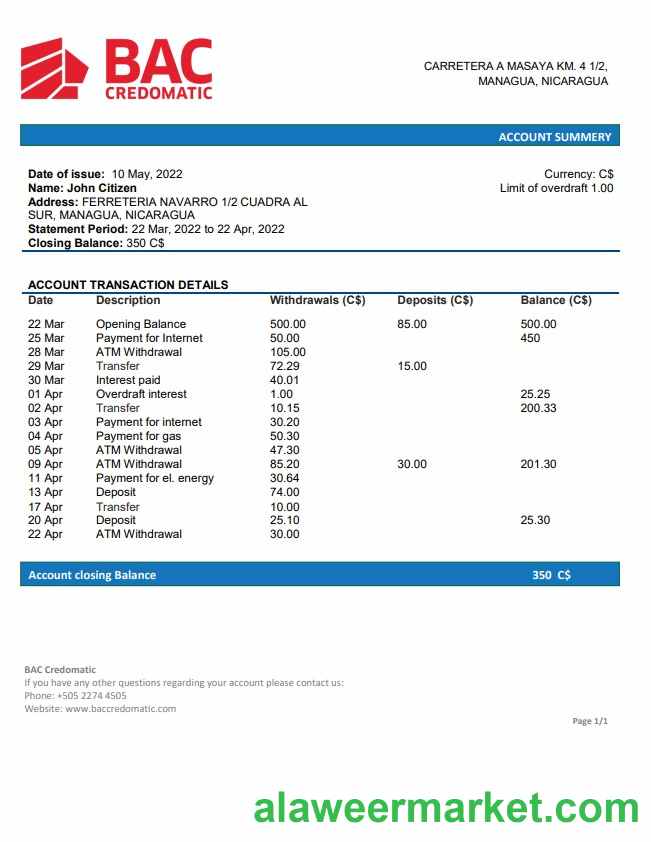 BAC
CREDOMATIC
CARRETERA A MASAYA KM. 4 1/2,
MANAGUA, NICARAGUA
ACCOUNT SUMMERY
Date of issue: 10 May, 2022
Currency: C$
Name: John Citizen
Limit of overdraft 1.00
Address: FERRETERIA NAVARRO 1/2 CUADRA AL
SUR, MANAGUA, NICARAGUA
Statement Period: 22 Mar, 2022 to 22 Apr, 2022
Closing Balance: 350 C$
ACCOUNT TRANSACTION DETAILS
Date Description Withdrawals (C$) Deposits (C$) Balance (C$)
22 Mar Opening Balance 500.00 85.00 500.00
25 Mar Payment for Internet 50.00 450
28 Mar ATM Withdrawal 105.00
29 Mar Transfer 72.29 15.00
30 Mar Interest paid 40.01
01 Apr Overdraft interest 1.00 25.25
02 Apr Transfer 10.15 200.33
03 Apr Payment for internet 30.20
04 Apr Payment for gas 50.30
05 Apr ATM Withdrawal 47.30
09 Apr ATM Withdrawal 85.20 30.00 201.30
11 Apr Payment for el. energy 30.64
13 Apr Deposit 74.00
17 Apr Transfer 10.00
20 Apr Deposit 25.10 25.30
22 Apr ATM Withdrawal 30.00
Account closing Balance 350 C$
BAC Credomatic
If you have any other questions regarding your account please contact us:
Phone: +505 2274 4505
Website: www.baccredomatic.com
Page 1/1
alaweermarket.com